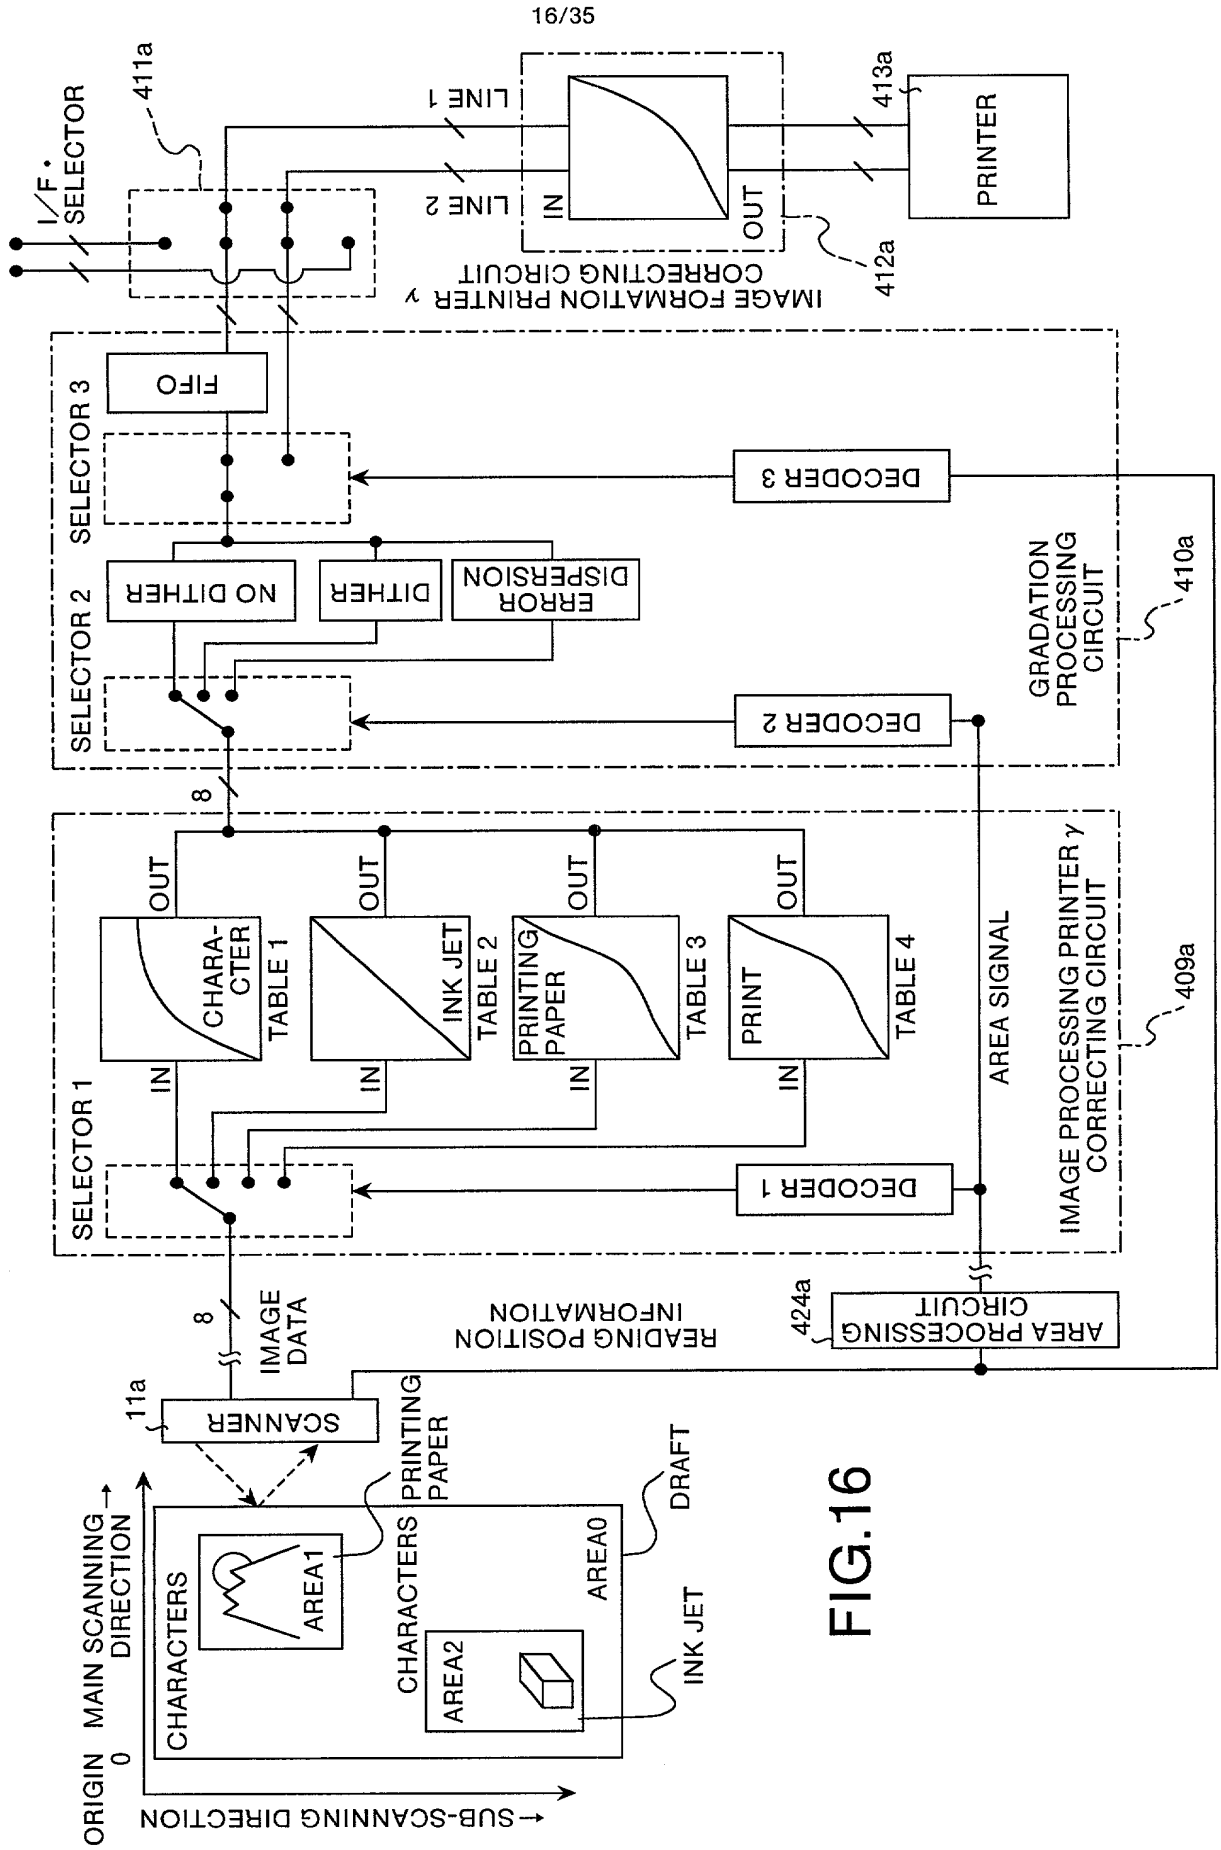 16/35
ORIGIN
0
MAIN SCANNING →
DIRECTION
← SUB-SCANNING DIRECTION
CHARACTERS
AREA1
CHARACTERS
AREA2
AREA0
PRINTING
PAPER
DRAFT
INK JET
11a
SCANNER
8
IMAGE
DATA
READING POSITION
INFORMATION
424a
AREA PROCESSING
CIRCUIT
SELECTOR 1
IN
OUT
CHARA-
CTER
TABLE 1
IN
OUT
INK JET
TABLE 2
IN
OUT
PRINTING
PAPER
TABLE 3
IN
OUT
PRINT
TABLE 4
DECODER 1
AREA SIGNAL
IMAGE PROCESSING PRINTER γ
CORRECTING CIRCUIT
409a
8
SELECTOR 2
NO DITHER
DITHER
ERROR
DISPERSION
DECODER 2
SELECTOR 3
FIFO
DECODER 3
GRADATION
PROCESSING
CIRCUIT
410a
I/F •
SELECTOR
411a
LINE 1
LINE 2
IMAGE FORMATION PRINTER γ
CORRECTING CIRCUIT
IN
OUT
412a
413a
PRINTER
FIG.16